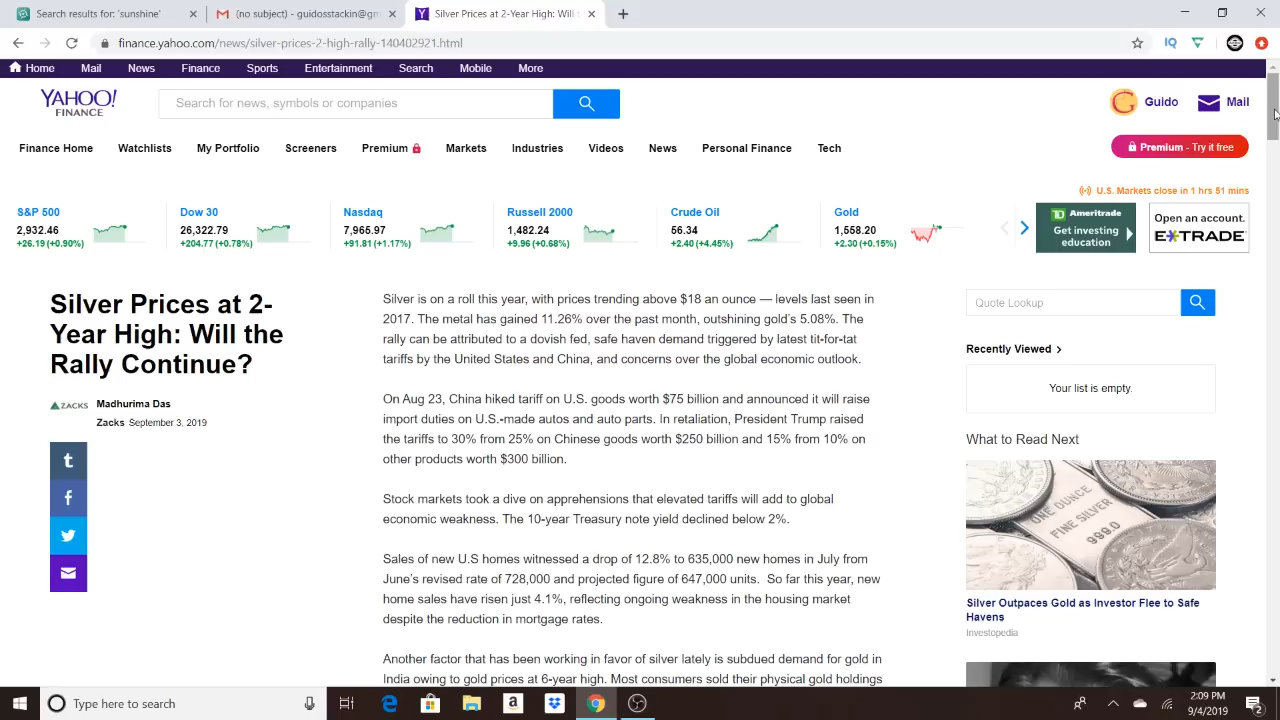 Seido! | Sim
guidosgardens@gr
Silver Prices at 2-Year High: Will t
finance.yahoo.com/news/silver-prices-2-high-rally-140402921.html
IQ
Home Mail News Finance Sports Entertainment Search Mobile More
YAHOO!
FINANCE
Search for news, symbols or companies
G Guido Mail
Finance Home Watchlists My Portfolio Screeners Premium Markets Industries Videos News Personal Finance Tech
Premium - Try it free
U.S. Markets close in 1 hrs 51 mins
S&P 500
2,932.46
+26.19 (+0.90%)
Dow 30
26,322.79
+204.77 (+0.78%)
Nasdaq
7,965.97
+91.81 (+1.17%)
Russell 2000
1,482.24
+9.96 (+0.68%)
Crude Oil
56.34
+2.40 (+4.45%)
Gold
1,558.20
+2.30 (+0.15%)
TD Ameritrade
Get investing
education
Open an account.
E*TRADE
Silver Prices at 2-
Year High: Will the
Rally Continue?
ZACKS
Madhurima Das
Zacks September 3, 2019
t
f
Silver is on a roll this year, with prices trending above $18 an ounce — levels last seen in
2017. The metal has gained 11.26% over the past month, outshining gold's 5.08%. The
rally can be attributed to a dovish fed, safe haven demand triggered by latest tit-for-tat
tariffs by the United States and China, and concerns over the global economic outlook.
On Aug 23, China hiked tariff on U.S. goods worth $75 billion and announced it will raise
import duties on U.S.-made autos and auto parts. In retaliation, President Trump raised
the tariffs to 30% from 25% on Chinese goods worth $250 billion and 15% from 10% on
other products worth $300 billion.
Stock markets took a dive on apprehensions that elevated tariffs will add to global
economic weakness. The 10-year Treasury note yield declined below 2%.
Sales of new U.S homes witnessed a drop of 12.8% to 635,000 new homes in July from
June's revised rate of 728,000 and projected figure of 647,000 units. So far this year, new
home sales have risen just 4.1%, reflecting ongoing weakness in the housing market
despite the reduction in mortgage rates.
Another factor that has been working in favor of silver lately is subdued demand for gold in
India owing to gold prices at 6-year high. Most consumers sold their physical gold holdings
Quote Lookup
Recently Viewed
Your list is empty.
What to Read Next
ONE OUNCE
FINE SILVER
999.0
Silver Outpaces Gold as Investor Flee to Safe
Havens
Investopedia
Type here to search
a
2:09 PM
9/4/2019
2